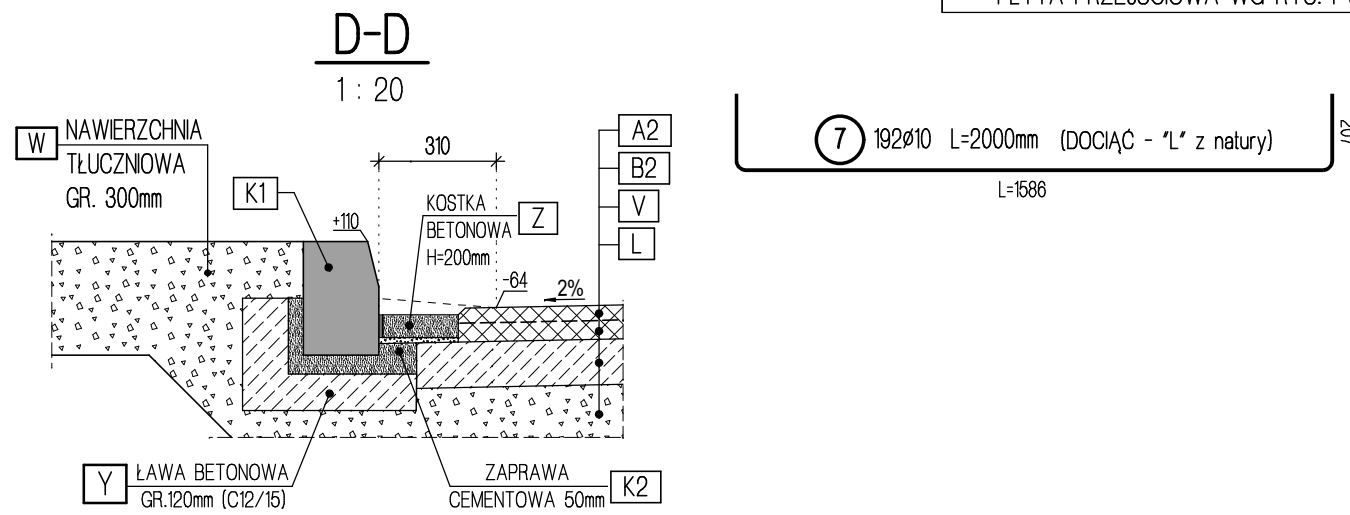 D-D
1 : 20
W
NAWIERZCHNIA
TŁUCZNIOWA
GR. 300mm
K1
+110
310
KOSTKA
BETONOWA
H=200mm
Z
-64
2%
A2
B2
V
L
7
192ø10 L=2000mm (DOCIĄĆ - "L" z natury)
L=1586
Y
ŁAWA BETONOWA
GR.120mm (C12/15)
ZAPRAWA
CEMENTOWA 50mm
K2